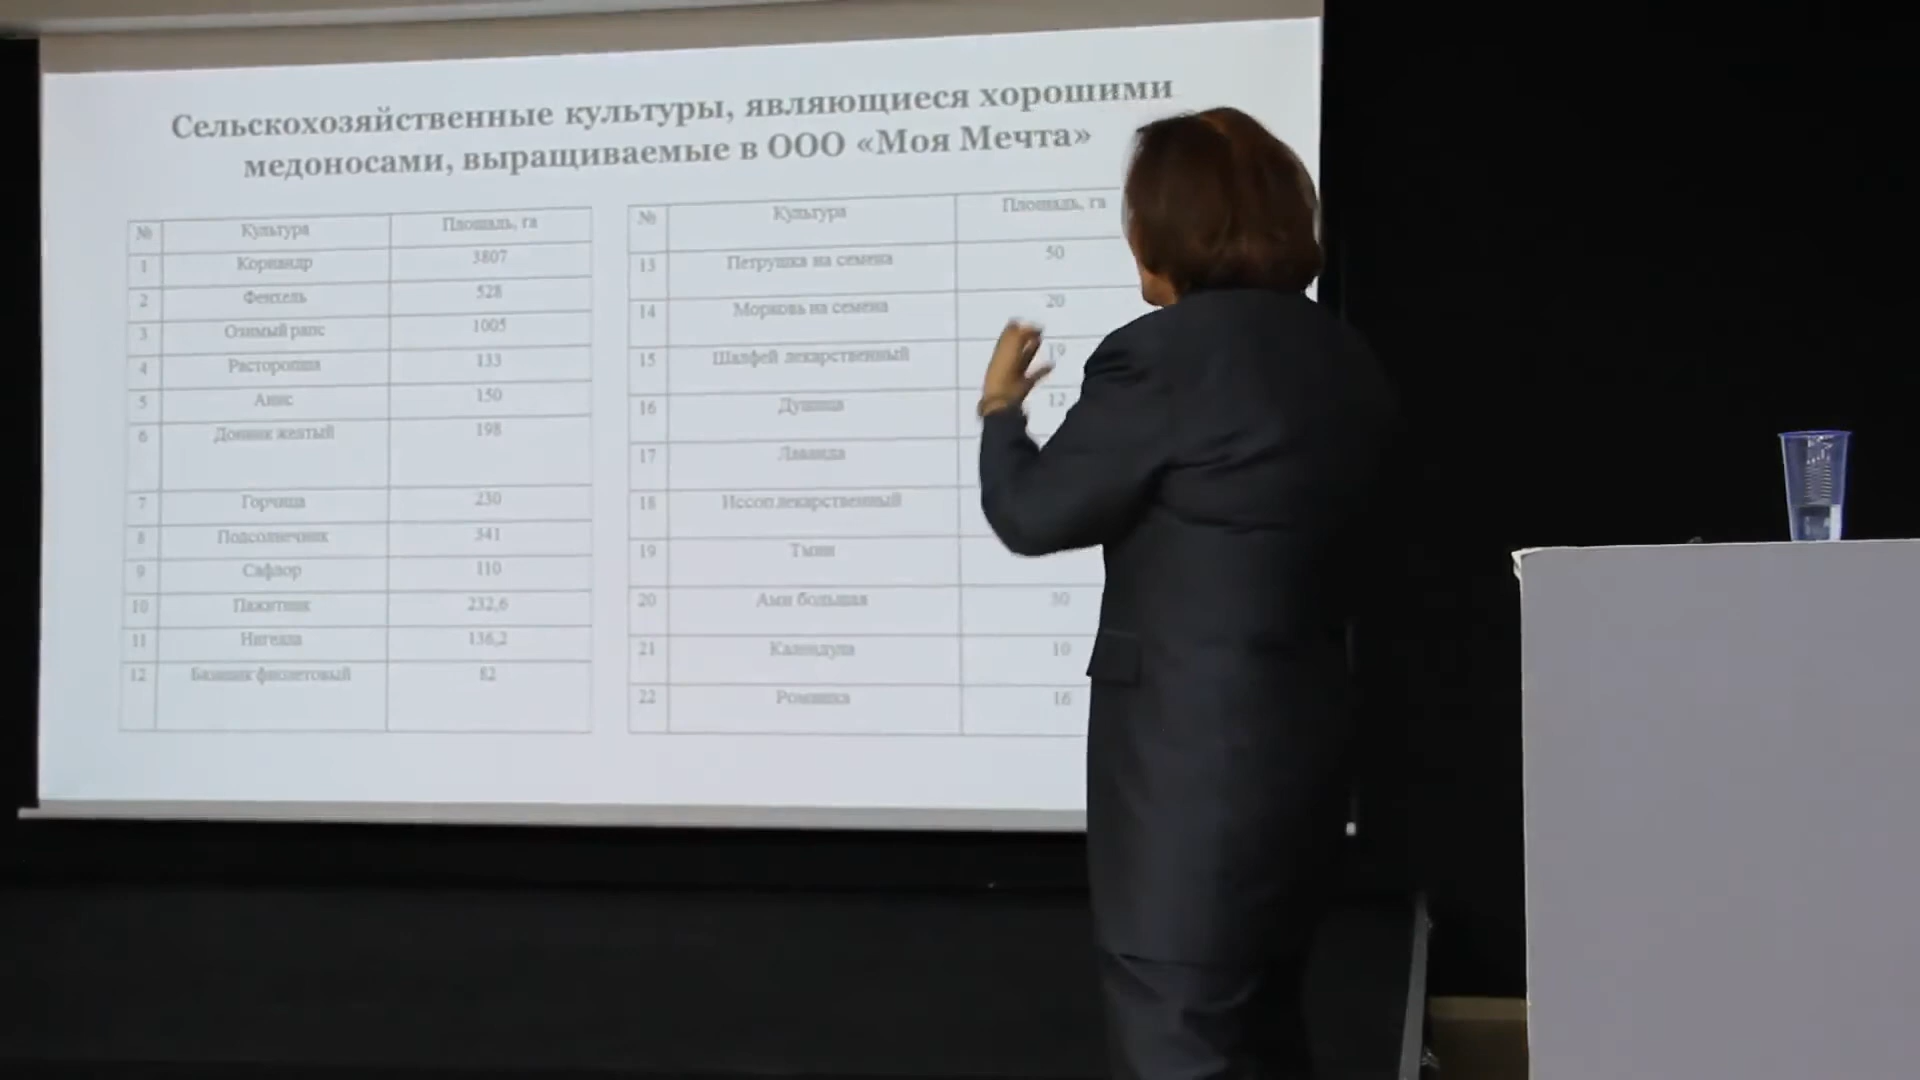 Сельскохозяйственные культуры, являющиеся хорошими
медоносами, выращиваемые в ООО «Моя Мечта»
№ Культура Площадь, га
1 Кориандр 3807
2 Фенхель 528
3 Озимый рапс 1005
4 Расторопша 133
5 Анис 150
6 Донник желтый 198
7 Горчица 230
8 Подсолнечник 341
9 Сафлор 110
10 Пажитник 232,6
11 Нигелла 136,2
12 Базилик фиолетовый 82
№ Культура Площадь, га
13 Петрушка на семена 50
14 Морковь на семена 20
15 Шалфей лекарственный 19
16 Душица 12
17 Лаванда
18 Иссоп лекарственный
19 Тмин
20 Ами большая 30
21 Календула 10
22 Ромашка 16